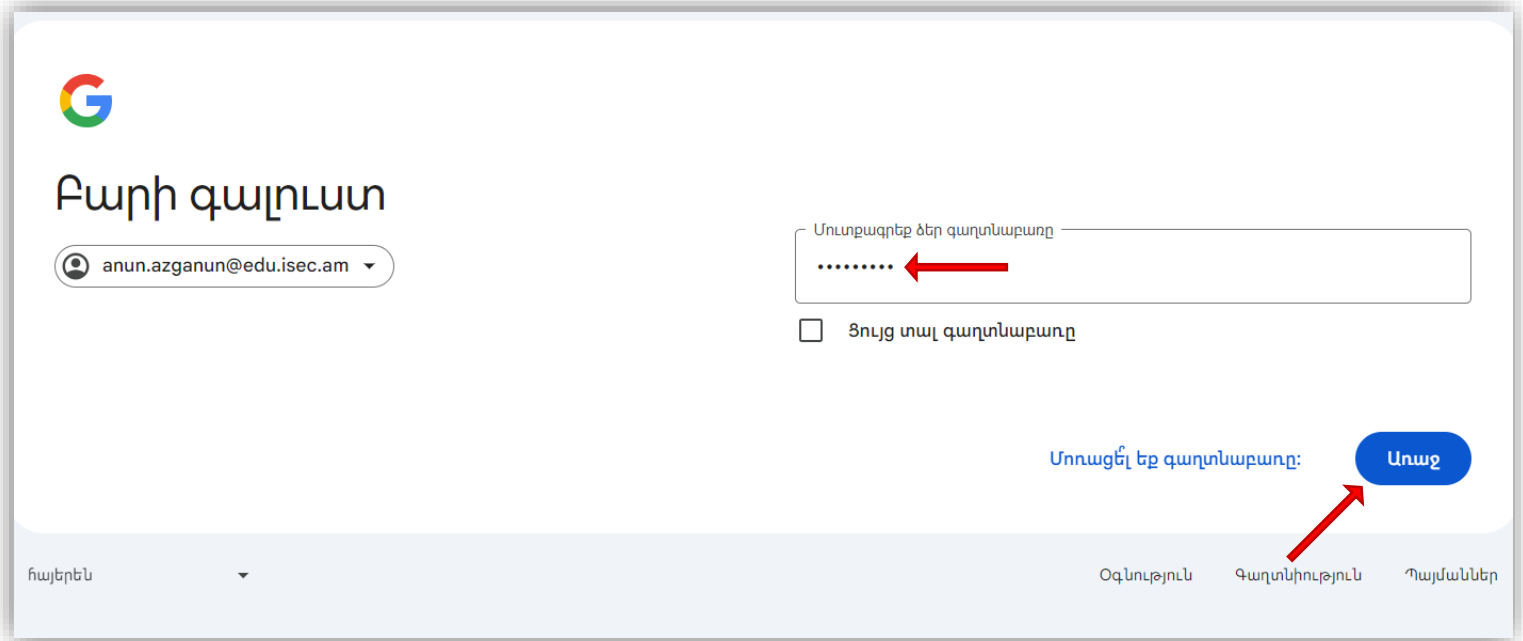 Բարի գալուստ
anun.azganun@edu.isec.am
Մուտքագրեք ձեր գաղտնաբառը
•••••••••
Ցույց տալ գաղտնաբառը
Մոռացե՞լ եք գաղտնաբառը:
Առաջ
հայերեն
Օգնություն
Գաղտնիություն
Պայմաններ